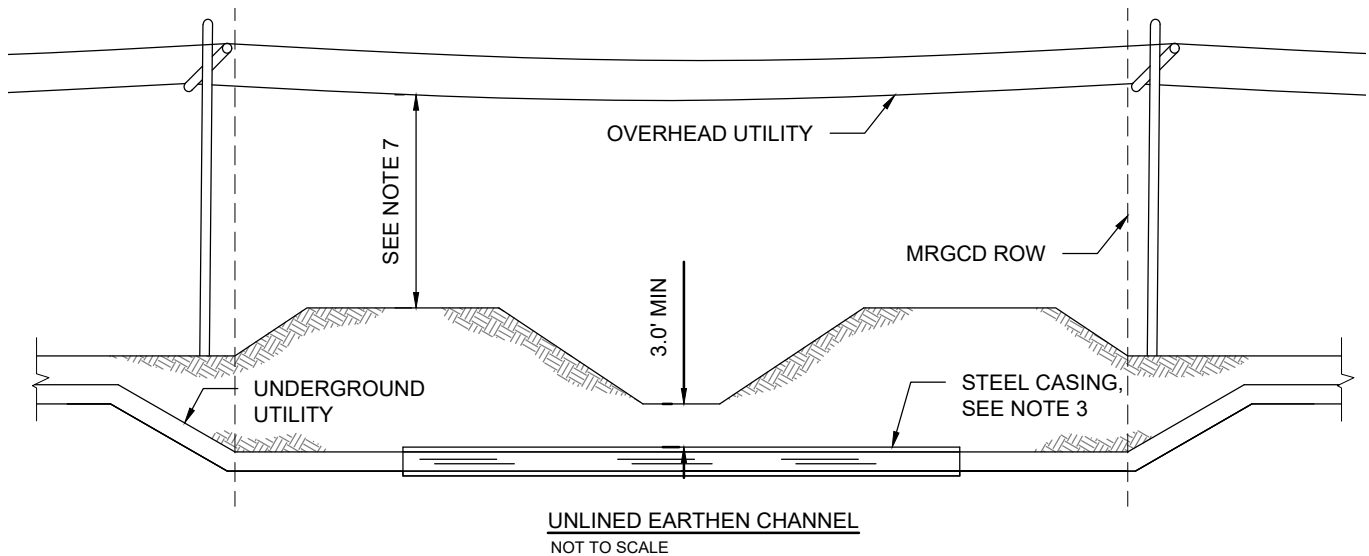 OVERHEAD UTILITY
SEE NOTE 7
MRGCD ROW
3.0' MIN
UNDERGROUND
UTILITY
STEEL CASING,
SEE NOTE 3
UNLINED EARTHEN CHANNEL
NOT TO SCALE